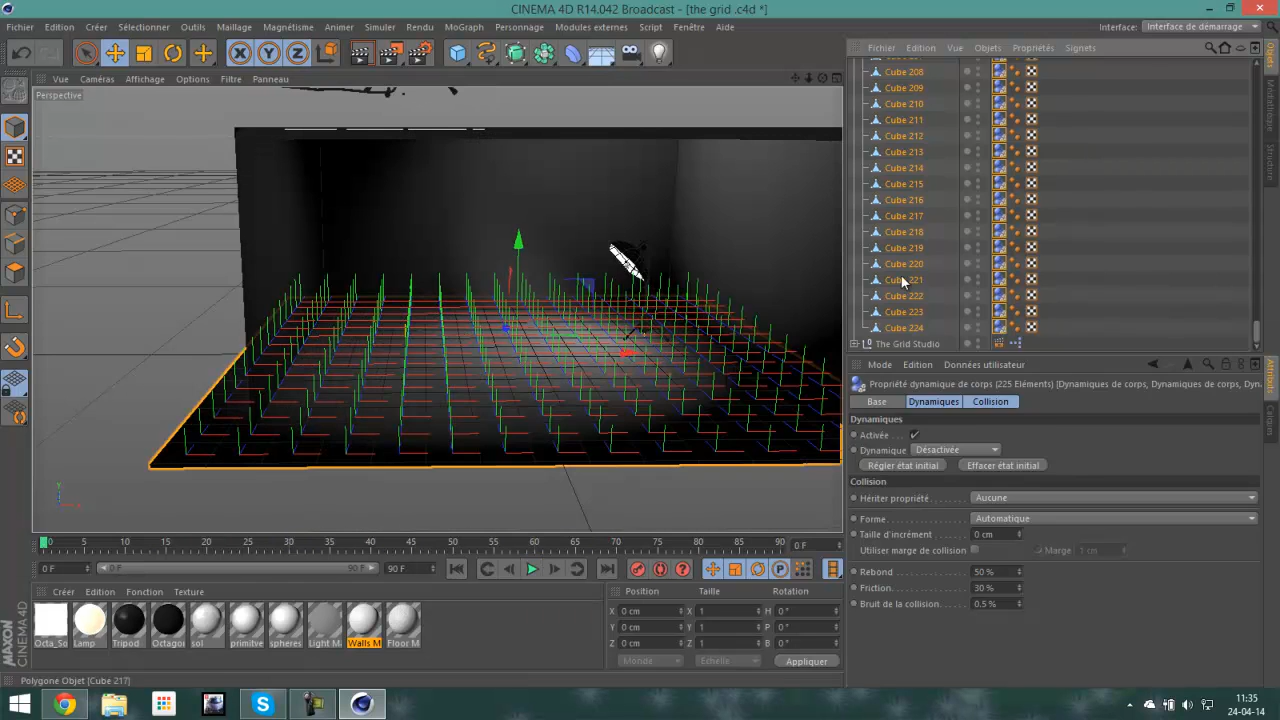 CINEMA 4D R14.042 Broadcast - [the grid .c4d *]
Fichier Edition Créer Sélectionner Outils Maillage Magnétisme Animer Simuler Rendu MoGraph Personnage Modules externes Script Fenêtre Aide
Interface: Interface de démarrage
Vue Caméras Affichage Options Filtre Panneau
Perspective
Fichier Edition Vue Objets Propriétés Signets
Cube 208
Cube 209
Cube 210
Cube 211
Cube 212
Cube 213
Cube 214
Cube 215
Cube 216
Cube 217
Cube 218
Cube 219
Cube 220
Cube 221
Cube 222
Cube 223
Cube 224
The Grid Studio
Objets
Médiathèque
Structure
Mode Edition Données utilisateur
Propriété dynamique de corps (225 Eléments) [Dynamiques de corps, Dynamiques de corps, Dyn
Base Dynamiques Collision
Dynamiques
Activée
Dynamique Désactivée
Régler état initial Effacer état initial
Collision
Hériter propriété Aucune
Forme Automatique
Taille d'incrément 0 cm
Utiliser marge de collision Marge 1 cm
Rebond 50 %
Friction 30 %
Bruit de la collision 0.5 %
Attributs
Calques
Y
X
0 5 10 15 20 25 30 35 40 45 50 55 60 65 70 75 80 85 90 0 F
0 F 0 F 90 F 90 F
Créer Edition Fonction Texture
Octa_So Lamp Tripod Octagon sol primitve spheres Light M Walls M Floor M
Position Taille Rotation
X 0 cm X 1 H 0 °
Y 0 cm Y 1 P 0 °
Z 0 cm Z 1 B 0 °
Monde Echelle Appliquer
MAXON
CINEMA 4D
Polygone Objet [Cube 217]
11:35
24-04-14